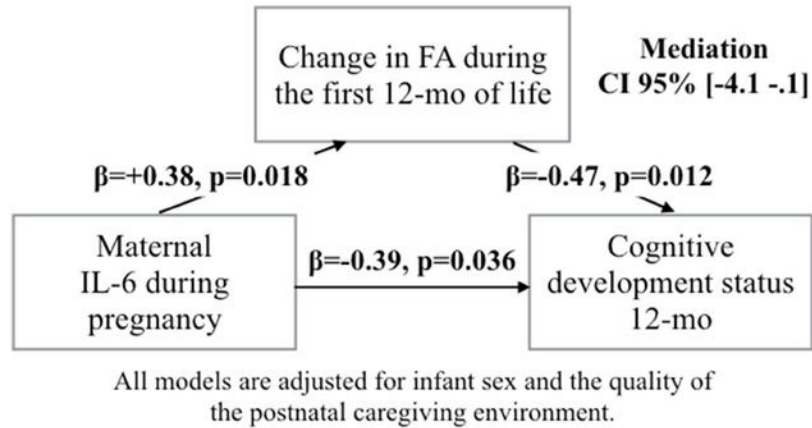 Change in FA during
the first 12-mo of life
Mediation
CI 95% [-4.1 -.1]
β=+0.38, p=0.018
β=-0.47, p=0.012
Maternal
IL-6 during
pregnancy
β=-0.39, p=0.036
Cognitive
development status
12-mo
All models are adjusted for infant sex and the quality of
the postnatal caregiving environment.